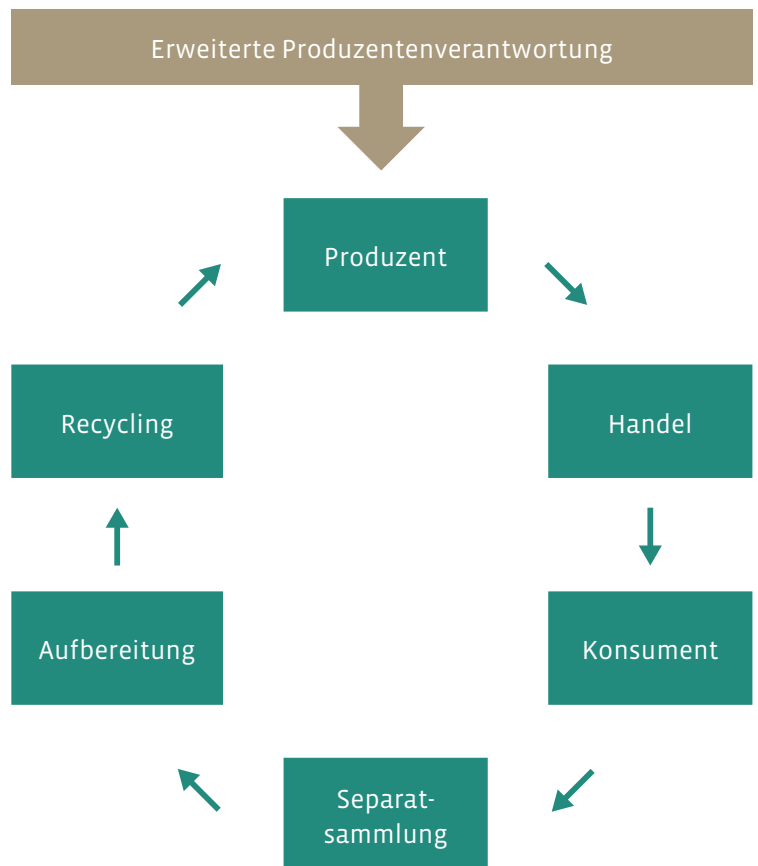 Erweiterte Produzentenverantwortung
Produzent
Recycling
Handel
Aufbereitung
Konsument
Separat-
sammlung